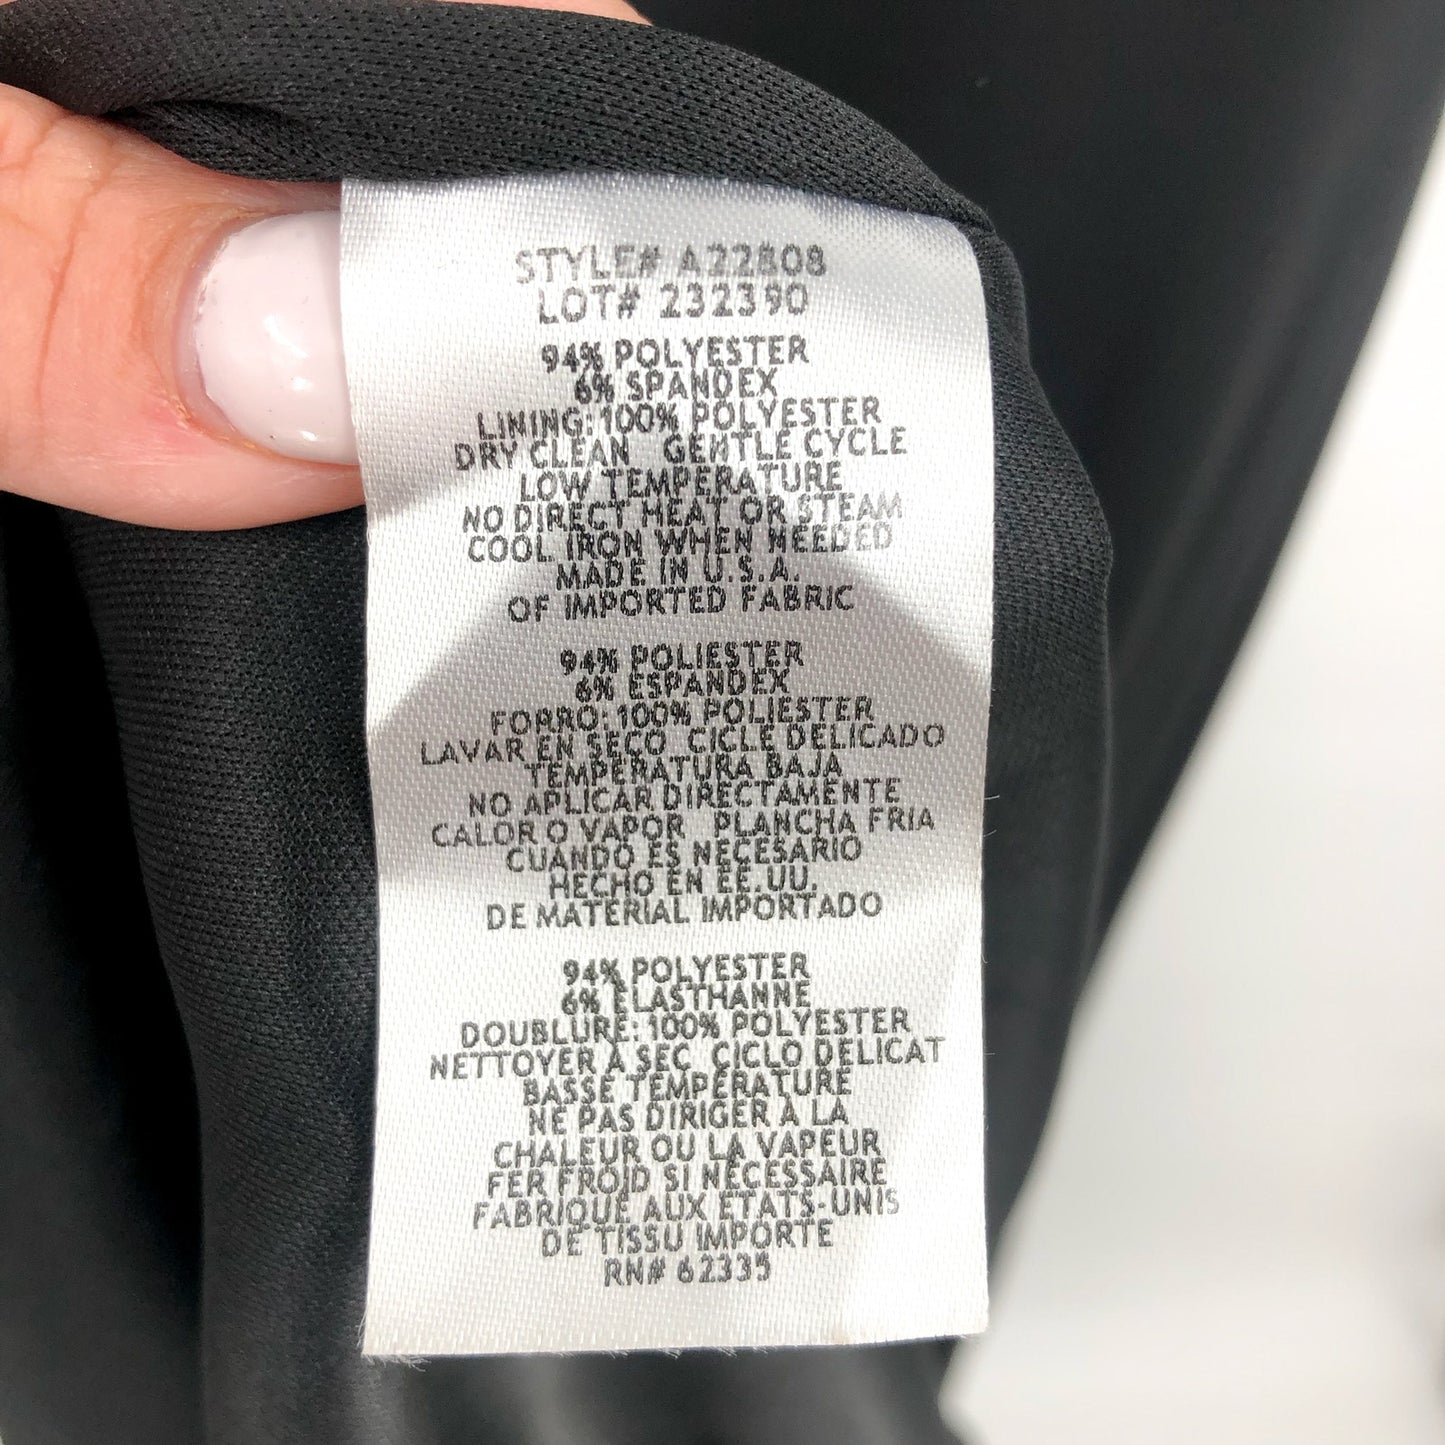 STYLE# A22808
LOT# 232390
94% POLYESTER
6% SPANDEX
LINING: 100% POLYESTER
DRY CLEAN GENTLE CYCLE
LOW TEMPERATURE
NO DIRECT HEAT OR STEAM
COOL IRON WHEN NEEDED
MADE IN U.S.A.
OF IMPORTED FABRIC
94% POLIESTER
6% ESPANDEX
FORRO: 100% POLIESTER
LAVAR EN SECO CICLE DELICADO
TEMPERATURA BAJA
NO APLICAR DIRECTAMENTE
CALOR O VAPOR PLANCHA FRIA
CUANDO ES NECESARIO
HECHO EN EE.UU.
DE MATERIAL IMPORTADO
94% POLYESTER
6% ÉLASTHANNE
DOUBLURE: 100% POLYESTER
NETTOYER À SEC CICLO DELICAT
BASSE TEMPÉRATURE
NE PAS DIRIGER À LA
CHALEUR OU LA VAPEUR
FER FROID SI NÉCESSAIRE
FABRIQUÉ AUX ETATS-UNIS
DE TISSU IMPORTE
RN# 62335